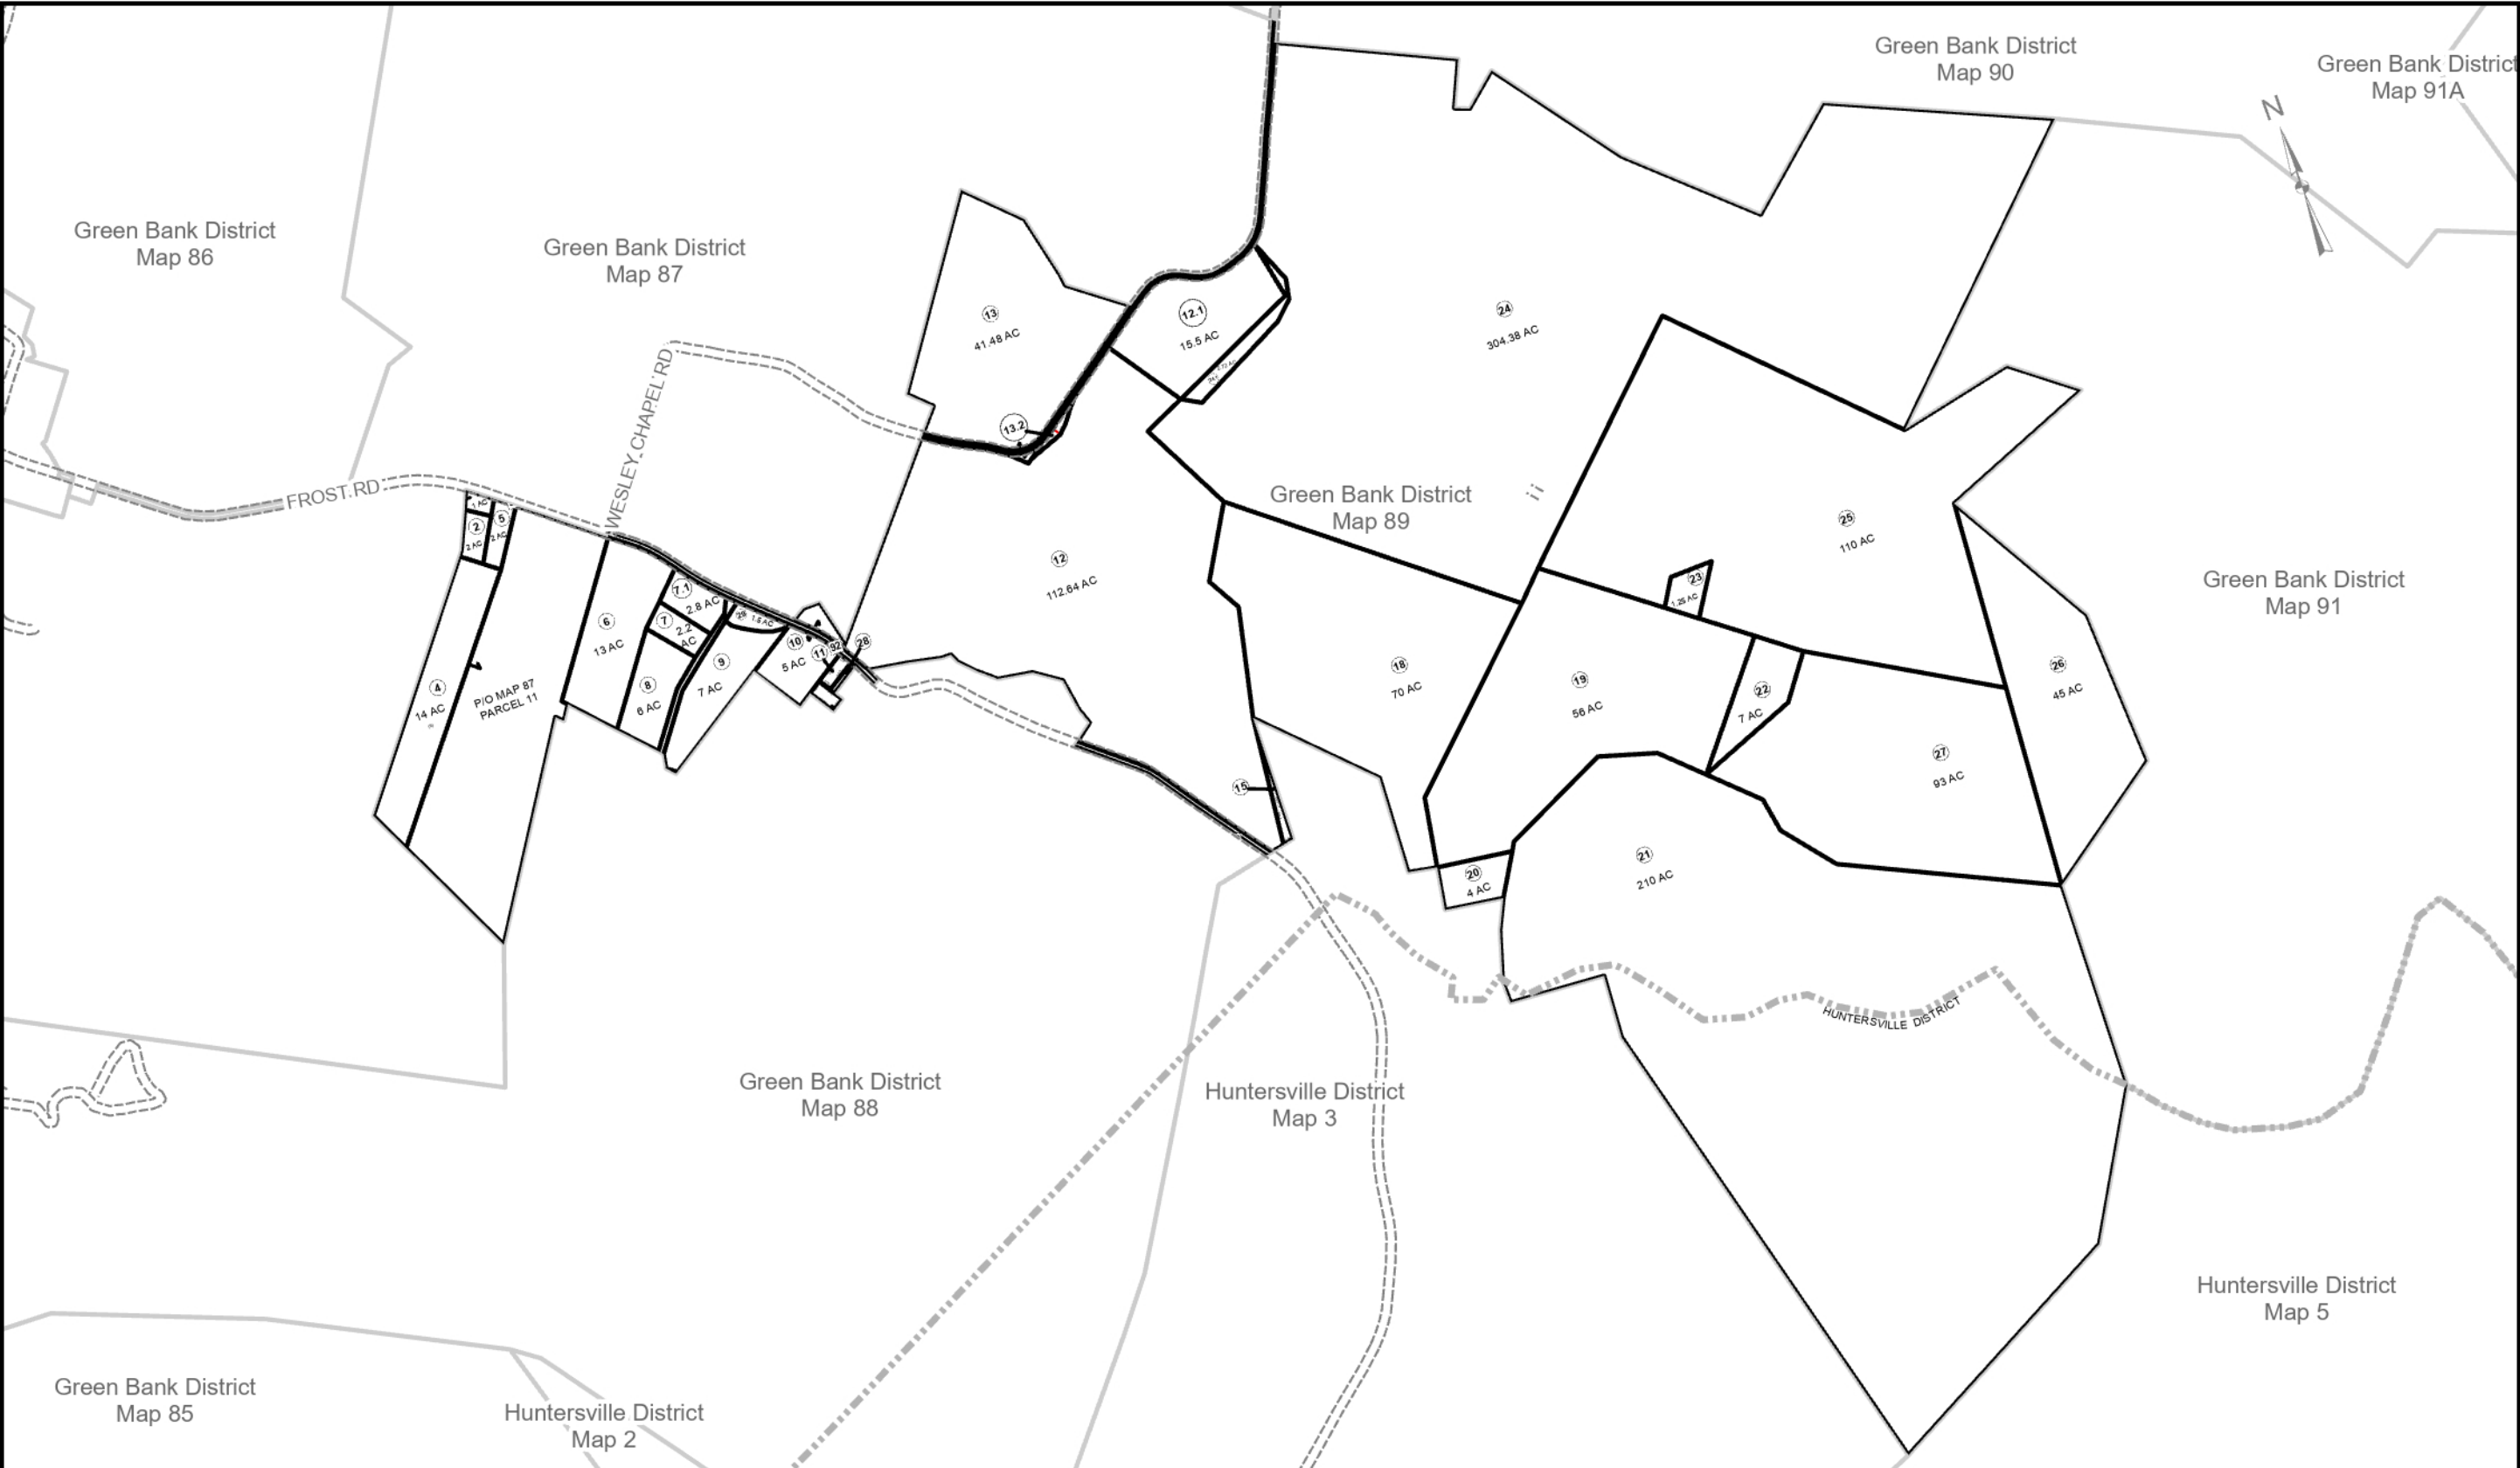 Green Bank District
Map 90
Green Bank District
Map 91A
N
Green Bank District
Map 86
Green Bank District
Map 87
13
41.48 AC
12.1
15.5 AC
24
304.38 AC
WESLEY CHAPEL RD
13.2
FROST RD
1 AC
2
2 AC
5
2 AC
Green Bank District
Map 89
25
110 AC
12
112.64 AC
23
1.25 AC
Green Bank District
Map 91
7.1
2.8 AC
7
2.2
AC
6
13 AC
29
1.5 AC
10
5 AC
11
92
28
9
7 AC
8
6 AC
4
14 AC
P/O MAP 87
PARCEL 11
18
70 AC
19
56 AC
22
7 AC
26
45 AC
27
93 AC
15
20
4 AC
21
210 AC
HUNTERSVILLE DISTRICT
Green Bank District
Map 88
Huntersville District
Map 3
Huntersville District
Map 5
Green Bank District
Map 85
Huntersville District
Map 2